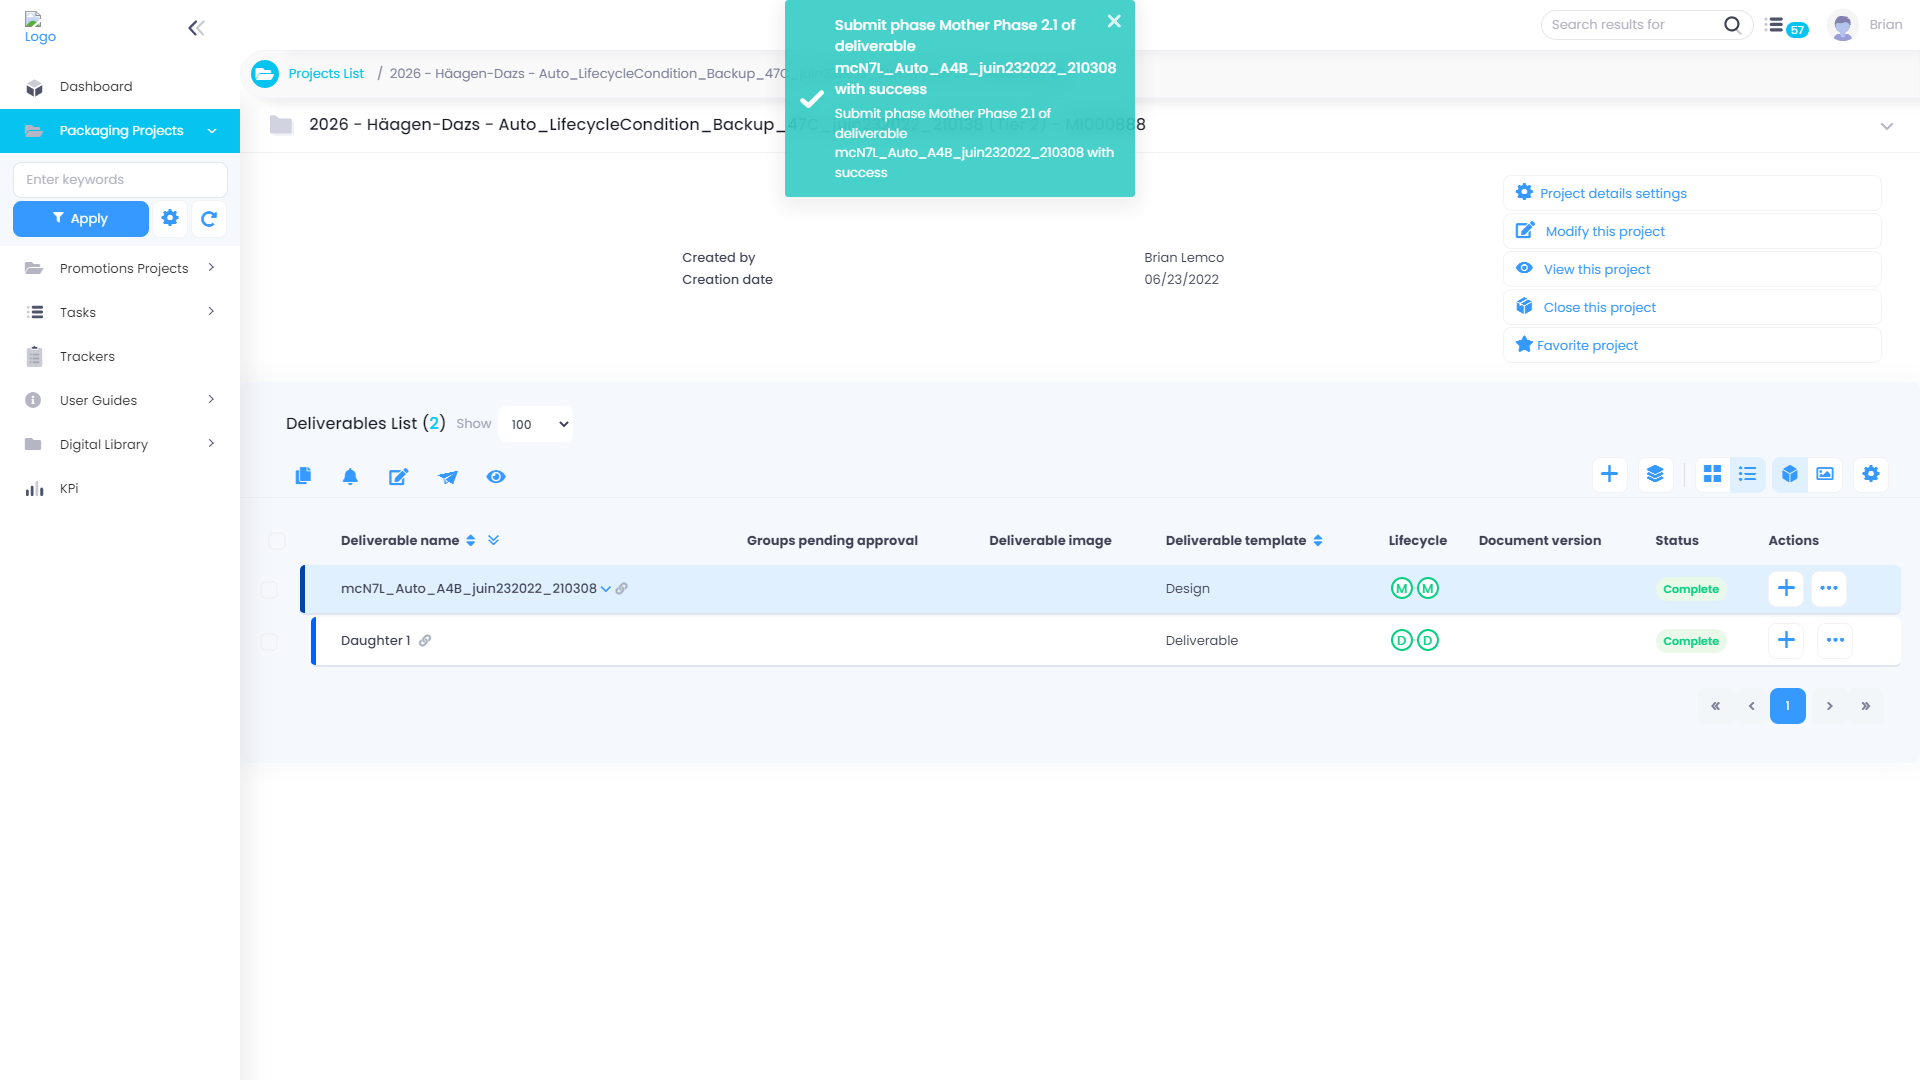 Logo
Search results for
57
Brian
Submit phase Mother Phase 2.1 of
deliverable
mcN7L_Auto_A4B_juin232022_210308
with success
Submit phase Mother Phase 2.1 of
deliverable
mcN7L_Auto_A4B_juin232022_210308 with
success
Projects List / 2026 - Häagen-Dazs - Auto_LifecycleCondition_Backup_47C_
2026 - Häagen-Dazs - Auto_LifecycleCondition_Backup_47C_juin232022_210138 (Tier 2) - MI000888
Dashboard
Packaging Projects
Enter keywords
Apply
Promotions Projects
Tasks
Trackers
User Guides
Digital Library
KPi
Created by Brian Lemco
Creation date 06/23/2022
Project details settings
Modify this project
View this project
Close this project
Favorite project
Deliverables List (2) Show 100
Deliverable name Groups pending approval Deliverable image Deliverable template Lifecycle Document version Status Actions
mcN7L_Auto_A4B_juin232022_210308 Design M M Complete
Daughter 1 Deliverable D D Complete
« ‹ 1 › »